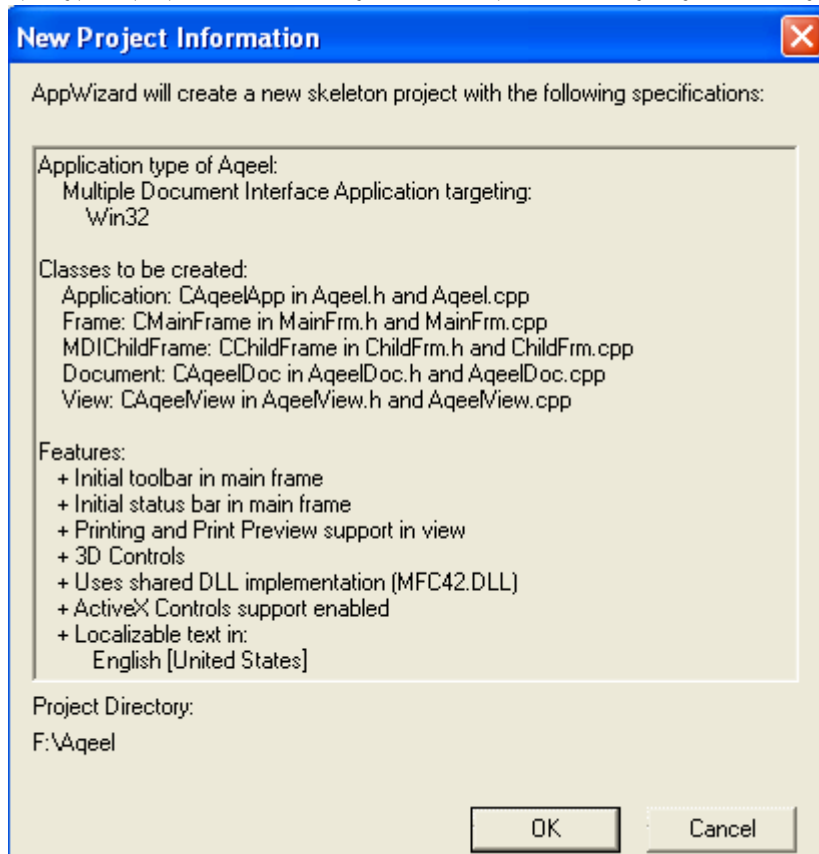 New Project Information
AppWizard will create a new skeleton project with the following specifications:
Application type of Aqeel:
Multiple Document Interface Application targeting:
Win32
Classes to be created:
Application: CAqeelApp in Aqeel.h and Aqeel.cpp
Frame: CMainFrame in MainFrm.h and MainFrm.cpp
MDIChildFrame: CChildFrame in ChildFrm.h and ChildFrm.cpp
Document: CAqeelDoc in AqeelDoc.h and AqeelDoc.cpp
View: CAqeelView in AqeelView.h and AqeelView.cpp
Features:
+ Initial toolbar in main frame
+ Initial status bar in main frame
+ Printing and Print Preview support in view
+ 3D Controls
+ Uses shared DLL implementation (MFC42.DLL)
+ ActiveX Controls support enabled
+ Localizable text in:
English [United States]
Project Directory:
F:\Aqeel
OK
Cancel